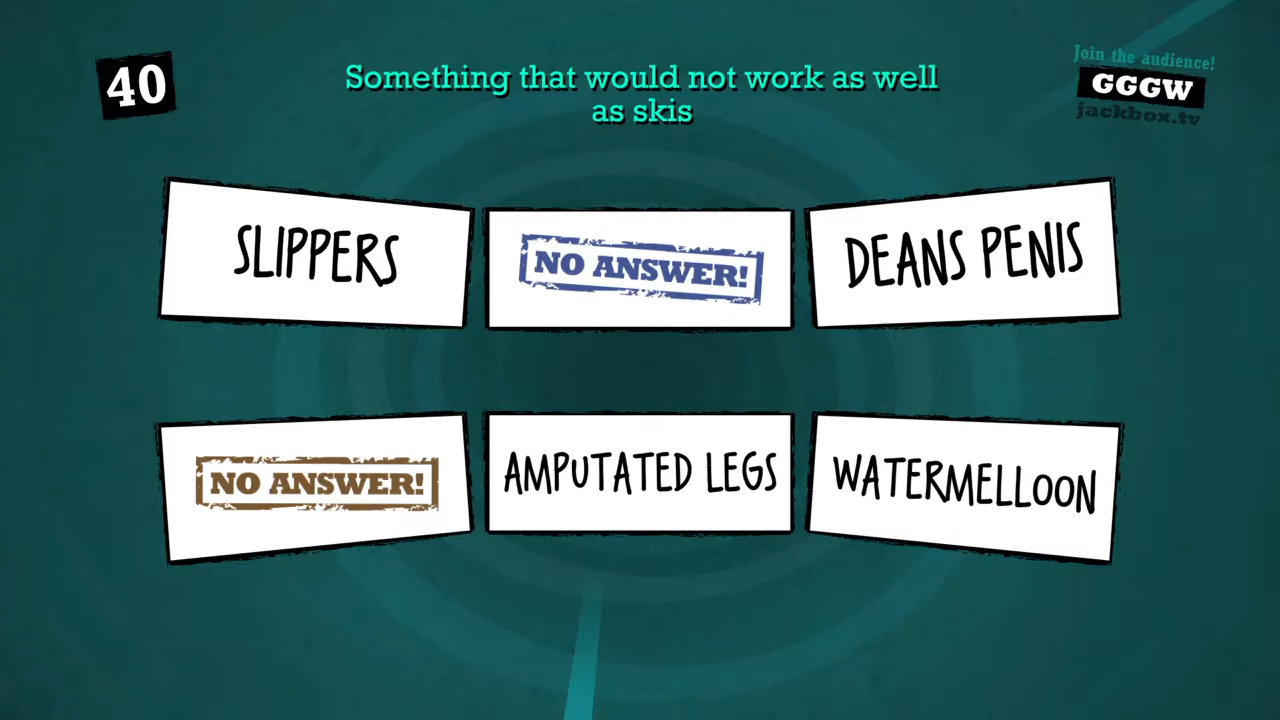 40
Something that would not work as well
as skis
Join the audience!
GGGW
jackbox.tv
SLIPPERS
NO ANSWER!
DEANS PENIS
NO ANSWER!
AMPUTATED LEGS
WATERMELLOON